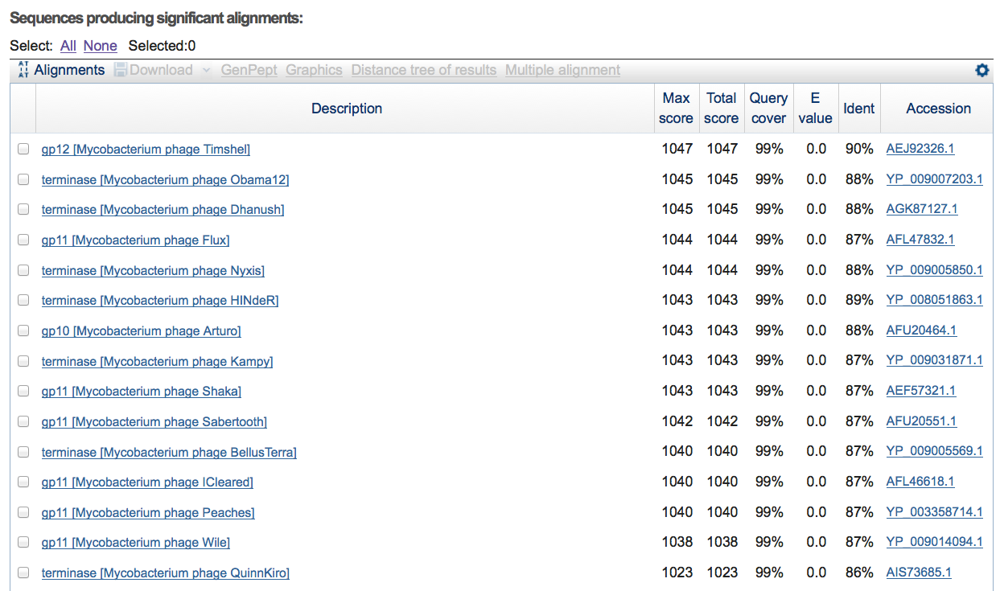 Sequences producing significant alignments:
Select: All None Selected:0
Alignments Download GenPept Graphics Distance tree of results Multiple alignment
Description Max score Total score Query cover E value Ident Accession
gp12 [Mycobacterium phage Timshel] 1047 1047 99% 0.0 90% AEJ92326.1
terminase [Mycobacterium phage Obama12] 1045 1045 99% 0.0 88% YP_009007203.1
terminase [Mycobacterium phage Dhanush] 1045 1045 99% 0.0 88% AGK87127.1
gp11 [Mycobacterium phage Flux] 1044 1044 99% 0.0 87% AFL47832.1
terminase [Mycobacterium phage Nyxis] 1044 1044 99% 0.0 88% YP_009005850.1
terminase [Mycobacterium phage HINdeR] 1043 1043 99% 0.0 89% YP_008051863.1
gp10 [Mycobacterium phage Arturo] 1043 1043 99% 0.0 88% AFU20464.1
terminase [Mycobacterium phage Kampy] 1043 1043 99% 0.0 87% YP_009031871.1
gp11 [Mycobacterium phage Shaka] 1043 1043 99% 0.0 87% AEF57321.1
gp11 [Mycobacterium phage Sabertooth] 1042 1042 99% 0.0 87% AFU20551.1
terminase [Mycobacterium phage BellusTerra] 1040 1040 99% 0.0 87% YP_009005569.1
gp11 [Mycobacterium phage ICleared] 1040 1040 99% 0.0 87% AFL46618.1
gp11 [Mycobacterium phage Peaches] 1040 1040 99% 0.0 87% YP_003358714.1
gp11 [Mycobacterium phage Wile] 1038 1038 99% 0.0 87% YP_009014094.1
terminase [Mycobacterium phage QuinnKiro] 1023 1023 99% 0.0 86% AIS73685.1